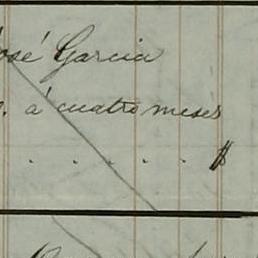 José Garcia
á cuatro meses
. . . . . $